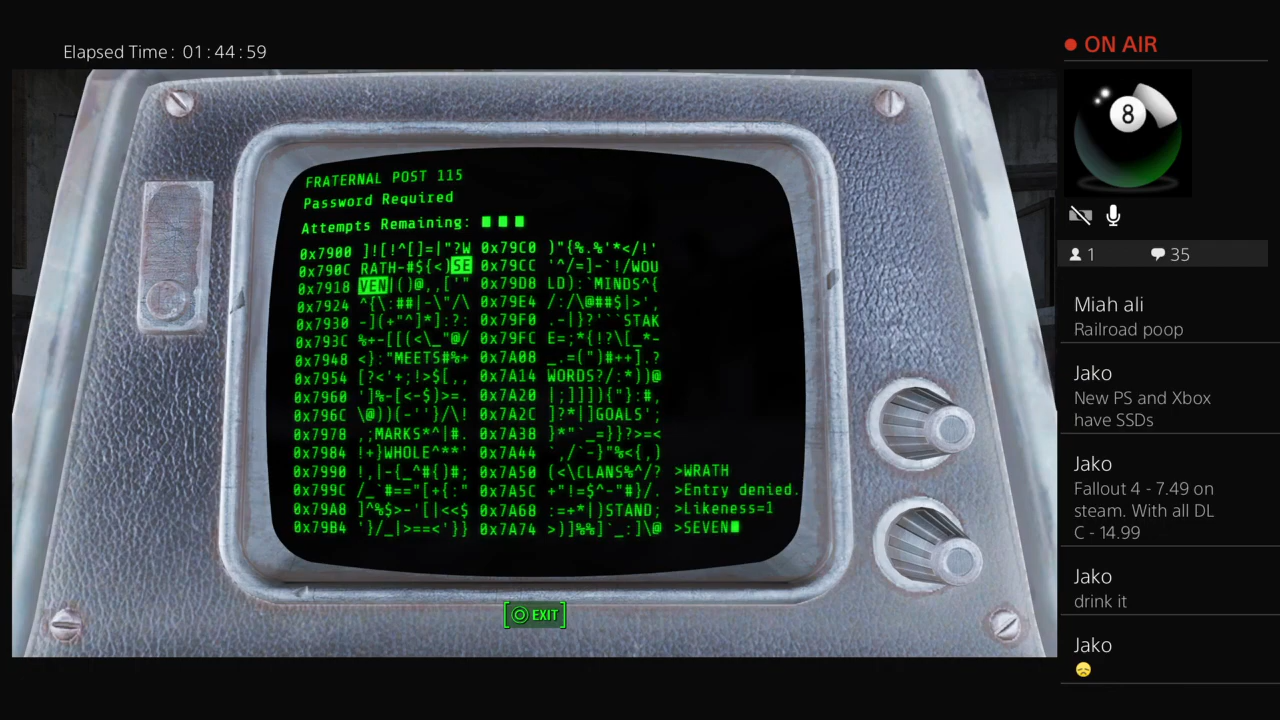 Elapsed Time: 01:44:59
ON AIR
8
FRATERNAL POST 115
Password Required
Attempts Remaining: ■ ■ ■
0x7900 ]![!^[]=|"?W 0x79C0 )"{%.%'*</!'
0x790C RATH-#${<)SE 0x79CC '^/=]-`!/WOU
0x7918 VEN|()@,,['" 0x79D8 LD):`MINDS^{
0x7924 ^{\:##|-\"/\ 0x79E4 /:/\@##$|>',
0x7930 -](+"^]*]:?: 0x79F0 .-|}?'``STAK
0x793C %+-[[(<\_"@/ 0x79FC E=;*{!?\[_*-
0x7948 <}:"MEETS#%+ 0x7A08 _.=(")#++].?
0x7954 [?<'+;!>$[,, 0x7A14 WORDS?/:*))@
0x7960 ']%-[<-$)>=. 0x7A20 |;]]]){"}:#,
0x796C \@))(-''}/\! 0x7A2C ]?*|]GOALS';
0x7978 ,;MARKS*^|#. 0x7A38 }*"`_=}}?>=<
0x7984 !+}WHOLE^**' 0x7A44 `,/`-}"%<{,)
0x7990 !,|-{_^#{)#; 0x7A50 (<\CLANS%^/?
0x799C /_`#=="[+{:" 0x7A5C +"!=$^-"#}/.
0x79A8 ]^%$>-'[|<<$ 0x7A68 :=+*|)STAND;
0x79B4 '}/_|>==<'}} 0x7A74 >)]%%]`_:]\@
>WRATH
>Entry denied.
>Likeness=1
>SEVEN■
[EXIT]
1 35
Miah ali
Railroad poop
Jako
New PS and Xbox
have SSDs
Jako
Fallout 4 - 7.49 on
steam. With all DL
C - 14.99
Jako
drink it
Jako
😞